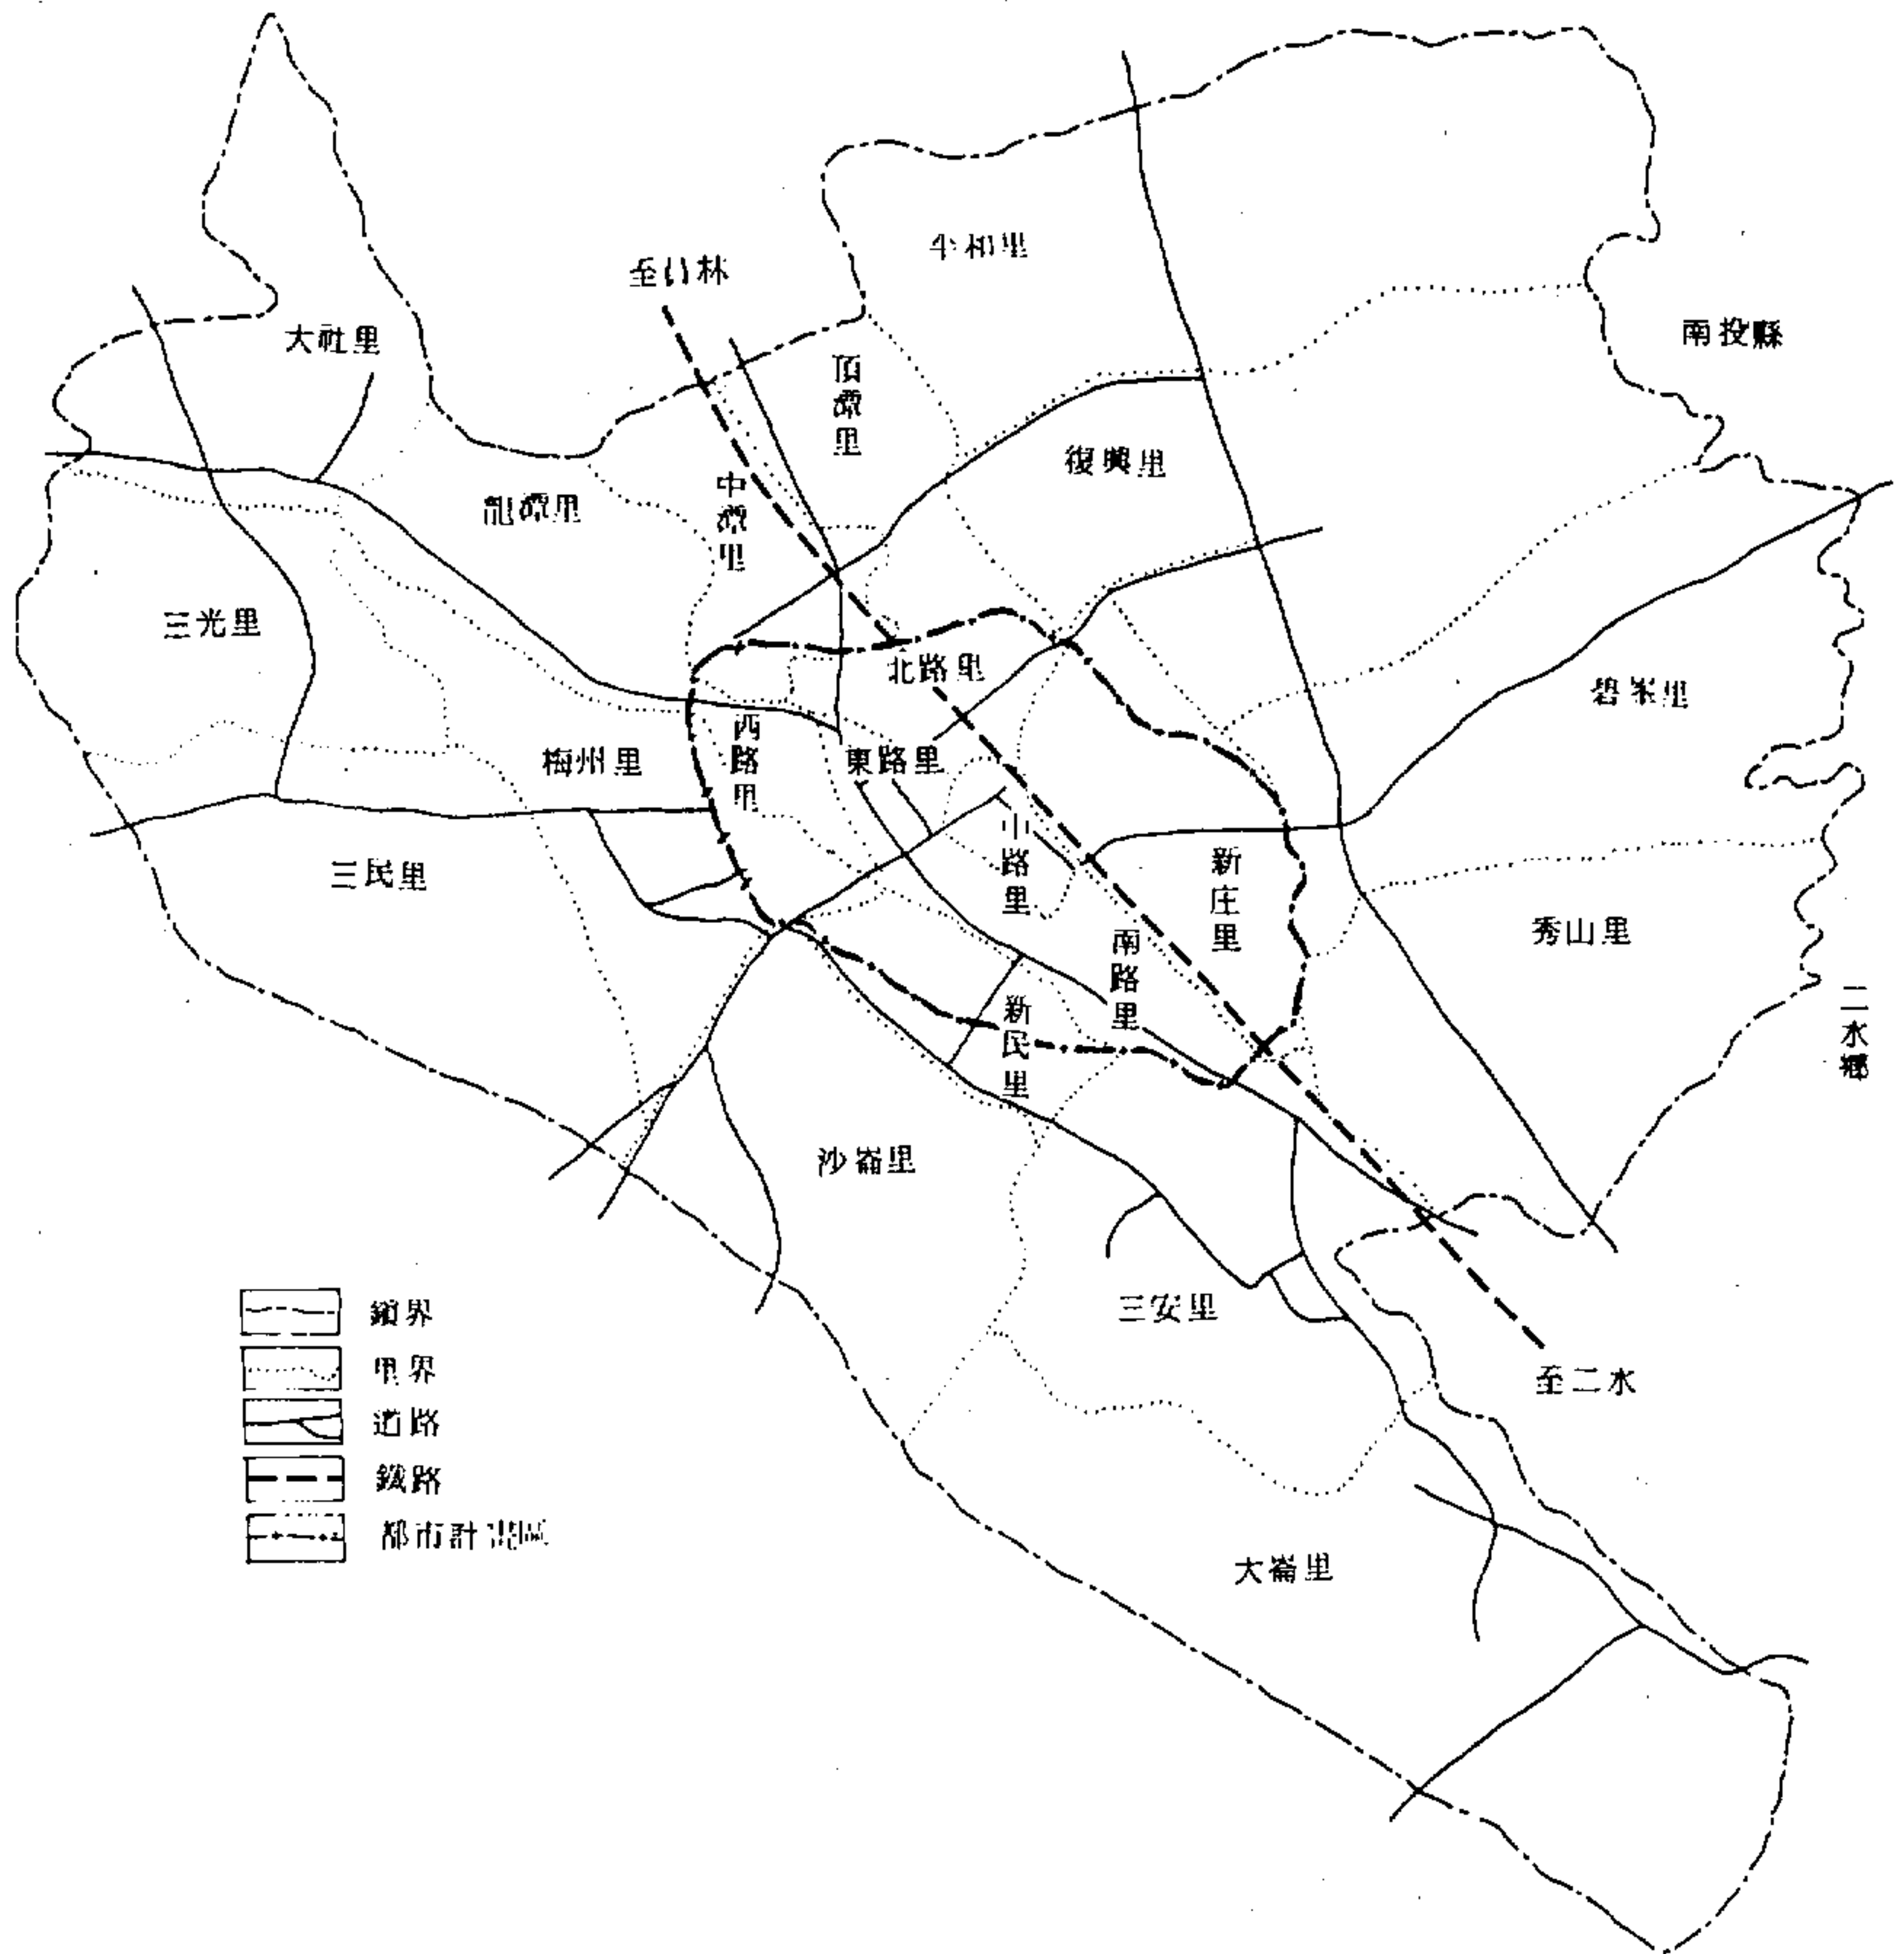 平和里
至員林
南投縣
大社里
頂潭里
復興里
中潭里
龍潭里
三光里
北路里
碧峯里
西路里
東路里
梅州里
中路里
新庄里
三民里
秀山里
南路里
新民里
二水鄉
沙崙里
三安里
至二水
大崙里
鎮界
里界
道路
鐵路
都市計劃區